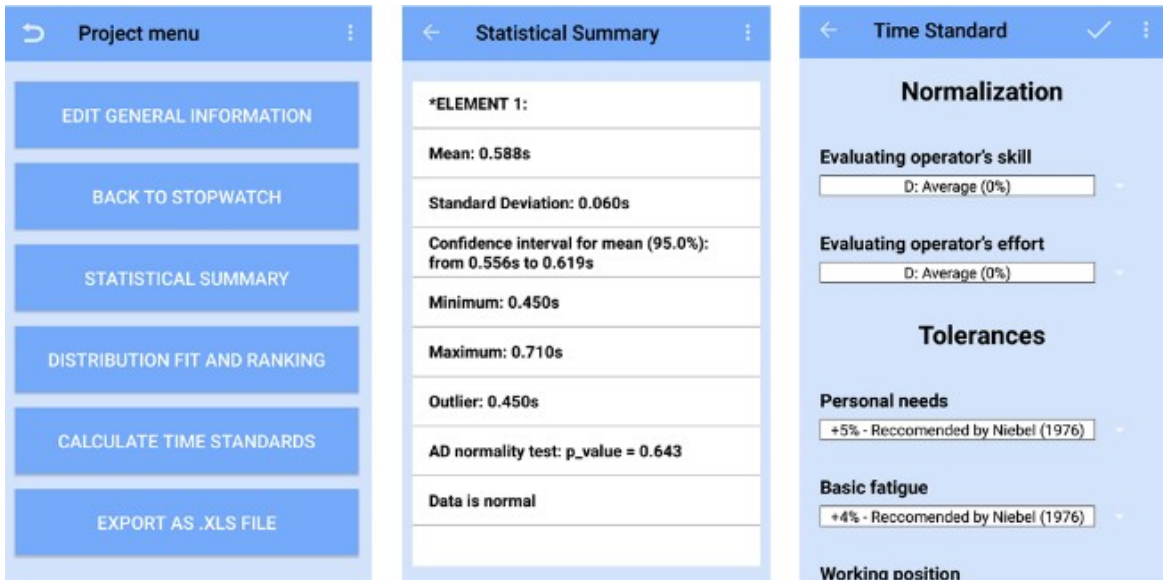 Project menu
EDIT GENERAL INFORMATION
BACK TO STOPWATCH
STATISTICAL SUMMARY
DISTRIBUTION FIT AND RANKING
CALCULATE TIME STANDARDS
EXPORT AS .XLS FILE
Statistical Summary
*ELEMENT 1:
Mean: 0.588s
Standard Deviation: 0.060s
Confidence interval for mean (95.0%):
from 0.556s to 0.619s
Minimum: 0.450s
Maximum: 0.710s
Outlier: 0.450s
AD normality test: p_value = 0.643
Data is normal
Time Standard
Normalization
Evaluating operator's skill
D: Average (0%)
Evaluating operator's effort
D: Average (0%)
Tolerances
Personal needs
+5% - Reccomended by Niebel (1976)
Basic fatigue
+4% - Reccomended by Niebel (1976)
Working position